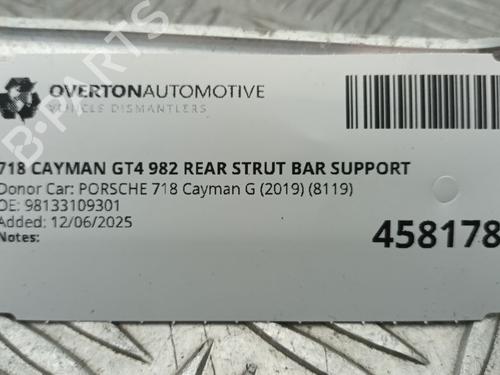 OVERTONAUTOMOTIVE
VEHICLE DISMANTLERS
718 CAYMAN GT4 982 REAR STRUT BAR SUPPORT
Donor Car: PORSCHE 718 Cayman G (2019) (8119)
OE: 98133109301
Added: 12/06/2025
Notes:
458178